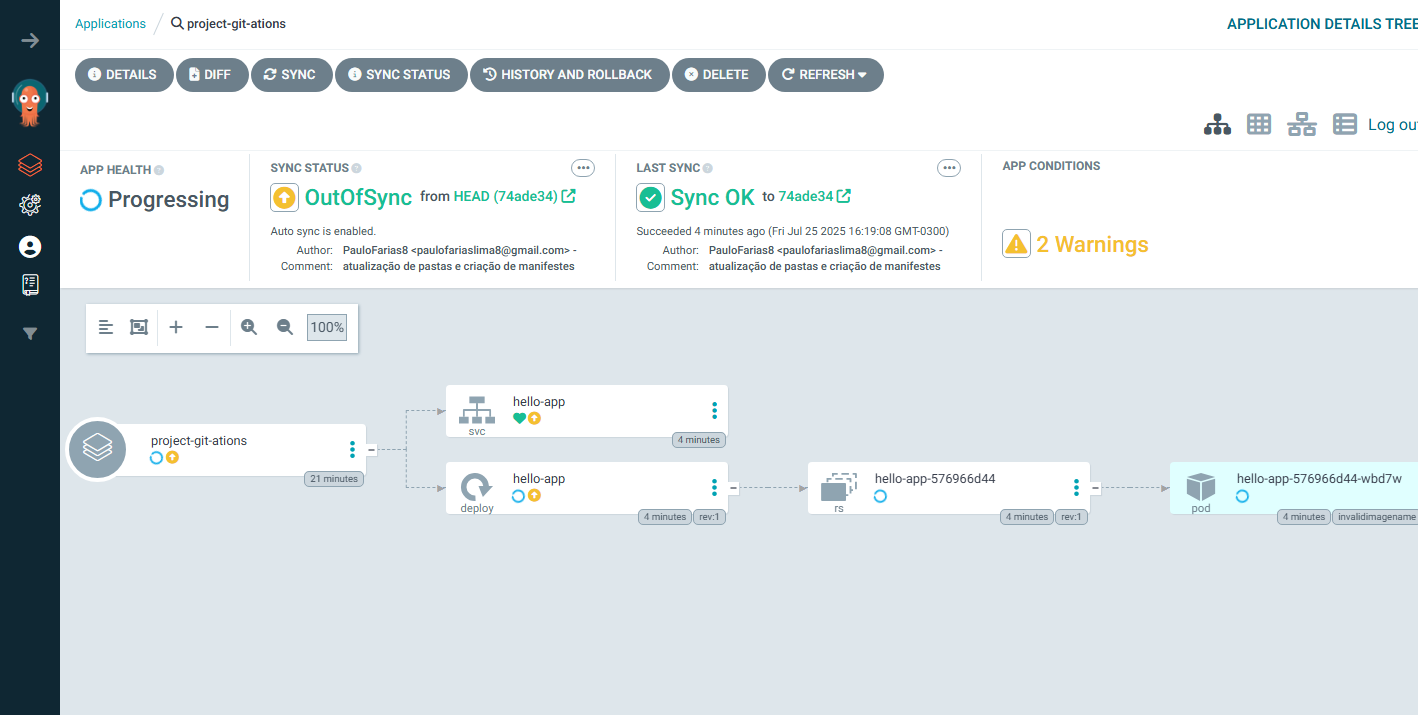 Applications / project-git-ations
APPLICATION DETAILS TREE
DETAILS
DIFF
SYNC
SYNC STATUS
HISTORY AND ROLLBACK
DELETE
REFRESH
Log out
APP HEALTH
Progressing
SYNC STATUS
OutOfSync from HEAD (74ade34)
Auto sync is enabled.
Author: PauloFarias8 <paulofariaslima8@gmail.com> -
Comment: atualização de pastas e criação de manifestes
LAST SYNC
Sync OK to 74ade34
Succeeded 4 minutes ago (Fri Jul 25 2025 16:19:08 GMT-0300)
Author: PauloFarias8 <paulofariaslima8@gmail.com> -
Comment: atualização de pastas e criação de manifestes
APP CONDITIONS
2 Warnings
100%
project-git-ations
21 minutes
hello-app
svc
4 minutes
hello-app
deploy
4 minutes
rev:1
hello-app-576966d44
rs
4 minutes
rev:1
hello-app-576966d44-wbd7w
pod
4 minutes
invalidimagename